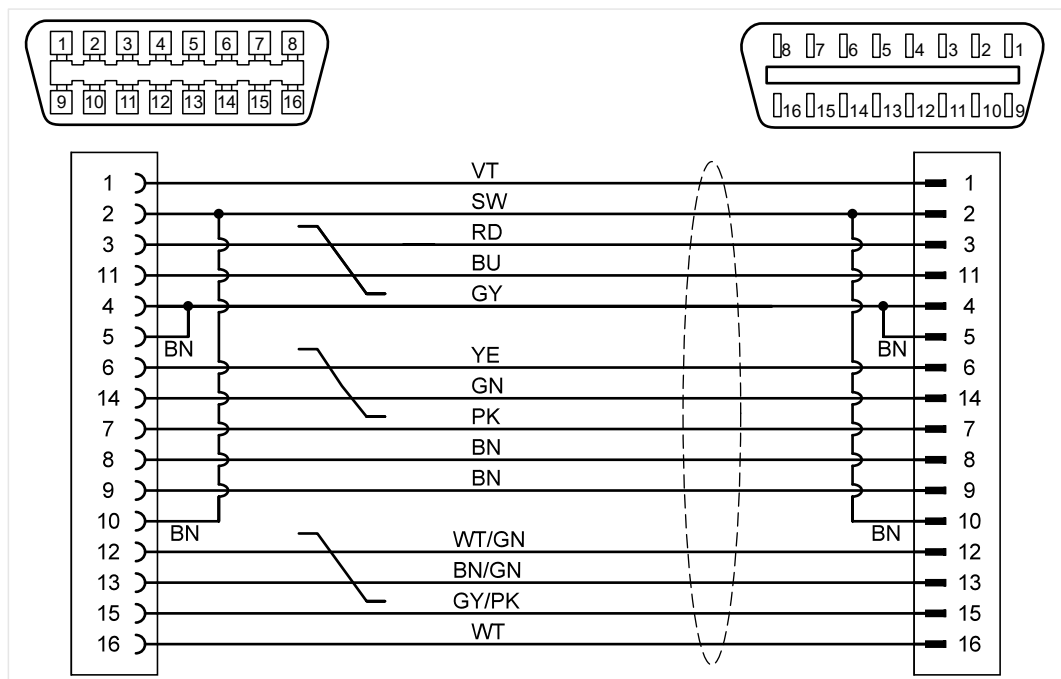 1 2 3 4 5 6 7 8
9 10 11 12 13 14 15 16
8 7 6 5 4 3 2 1
16 15 14 13 12 11 10 9
1 VT 1
2 SW 2
3 RD 3
11 BU 11
4 GY 4
5 BN BN 5
6 YE 6
14 GN 14
7 PK 7
8 BN 8
9 BN 9
10 BN BN 10
12 WT/GN 12
13 BN/GN 13
15 GY/PK 15
16 WT 16